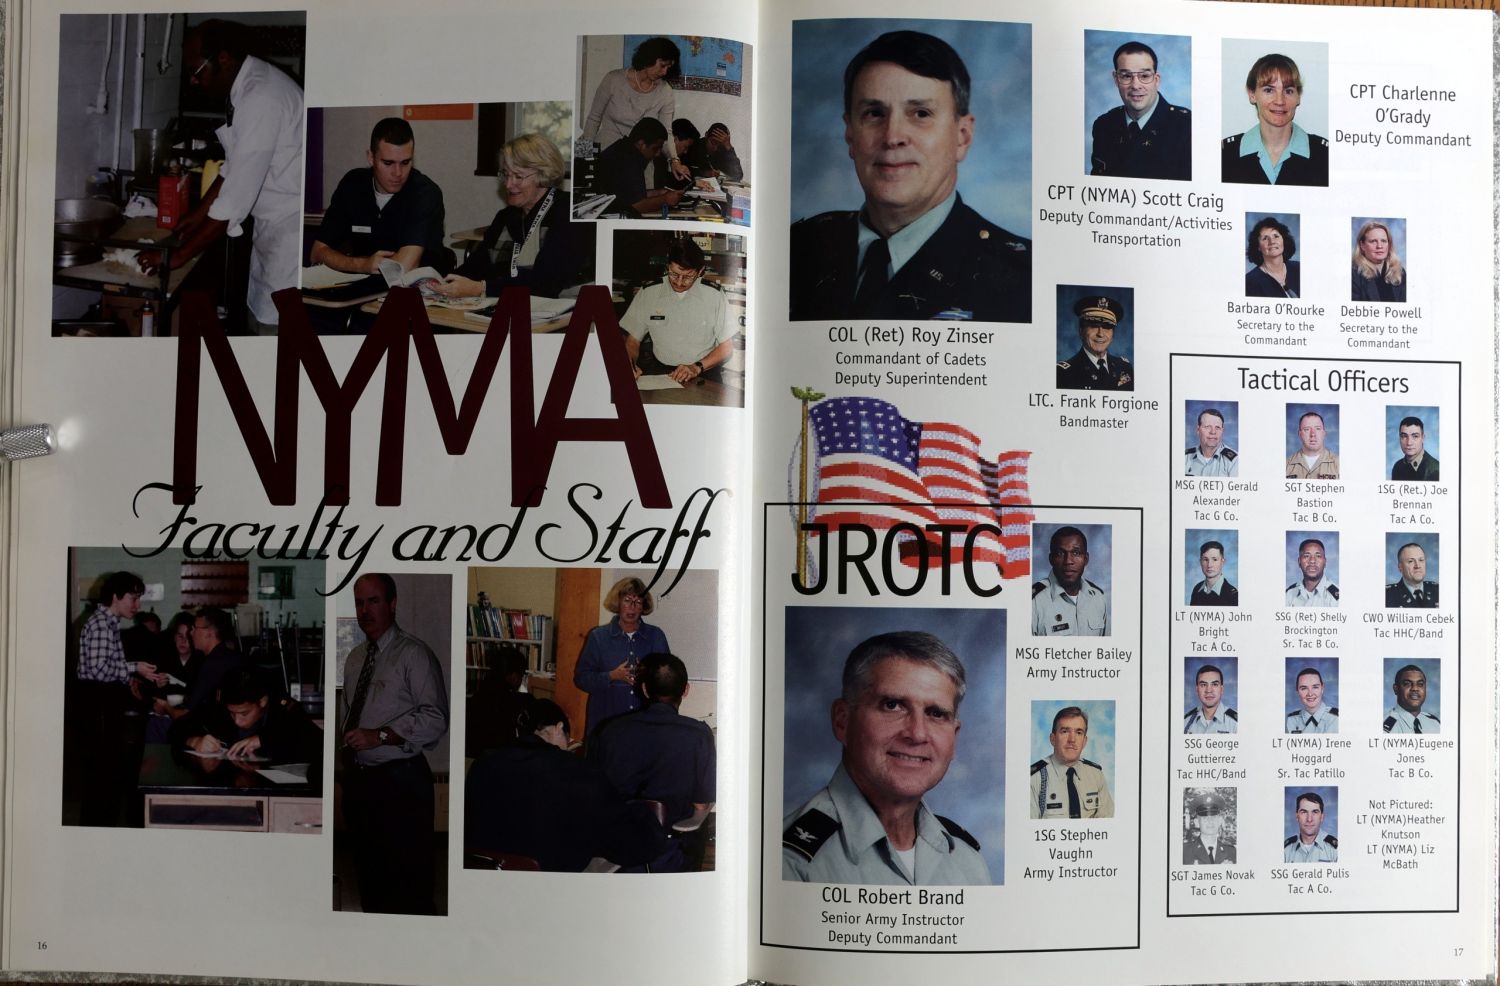 NYMA
Faculty and Staff
16
COL (Ret) Roy Zinser
Commandant of Cadets
Deputy Superintendent
CPT (NYMA) Scott Craig
Deputy Commandant/Activities
Transportation
CPT Charlenne
O'Grady
Deputy Commandant
Barbara O'Rourke
Secretary to the
Commandant
Debbie Powell
Secretary to the
Commandant
LTC. Frank Forgione
Bandmaster
JROTC
MSG Fletcher Bailey
Army Instructor
1SG Stephen
Vaughn
Army Instructor
COL Robert Brand
Senior Army Instructor
Deputy Commandant
Tactical Officers
MSG (RET) Gerald
Alexander
Tac G Co.
SGT Stephen
Bastion
Tac B Co.
1SG (Ret.) Joe
Brennan
Tac A Co.
LT (NYMA) John
Bright
Tac A Co.
SSG (Ret) Shelly
Brockington
Sr. Tac B Co.
CWO William Cebek
Tac HHC/Band
SSG George
Guttierrez
Tac HHC/Band
LT (NYMA) Irene
Hoggard
Sr. Tac Patillo
LT (NYMA)Eugene
Jones
Tac B Co.
SGT James Novak
Tac G Co.
SSG Gerald Pulis
Tac A Co.
Not Pictured:
LT (NYMA)Heather
Knutson
LT (NYMA) Liz
McBath
17